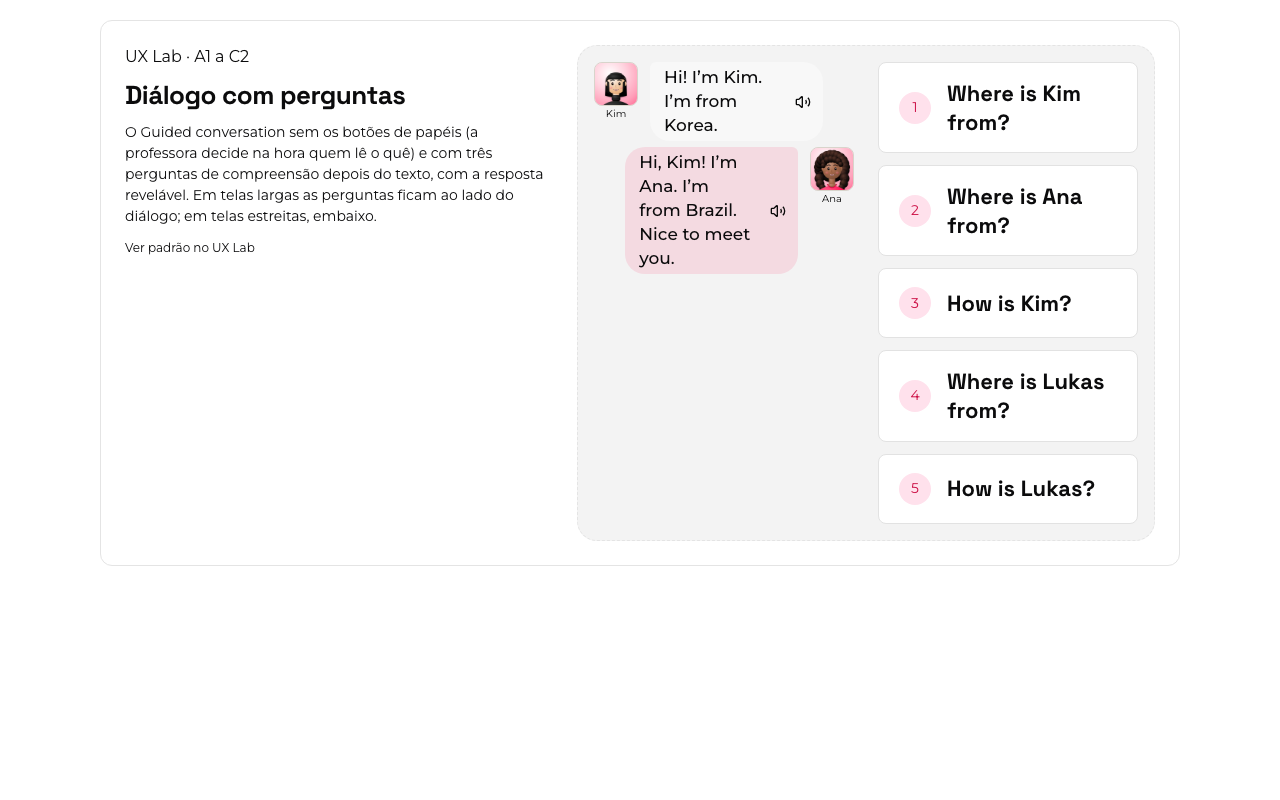 UX Lab · A1 a C2
Diálogo com perguntas
O Guided conversation sem os botões de papéis (a
professora decide na hora quem lê o quê) e com três
perguntas de compreensão depois do texto, com a resposta
revelável. Em telas largas as perguntas ficam ao lado do
diálogo; em telas estreitas, embaixo.
Ver padrão no UX Lab
Hi! I’m Kim.
I’m from
Korea.
Kim
Hi, Kim! I’m
Ana. I’m
from Brazil.
Nice to meet
you.
Ana
1
Where is Kim
from?
2
Where is Ana
from?
3
How is Kim?
4
Where is Lukas
from?
5
How is Lukas?